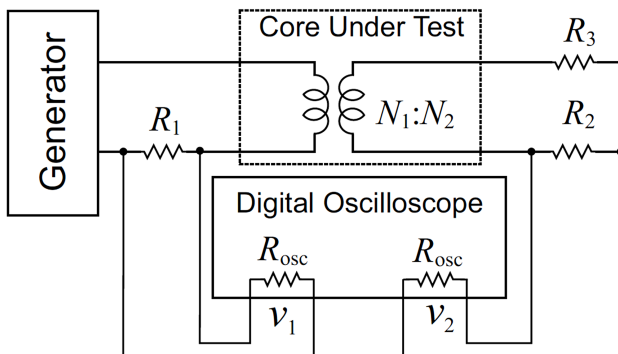 Generator
Core Under Test
R₁
N₁:N₂
R₃
R₂
Digital Oscilloscope
Rosc
Rosc
v₁
v₂